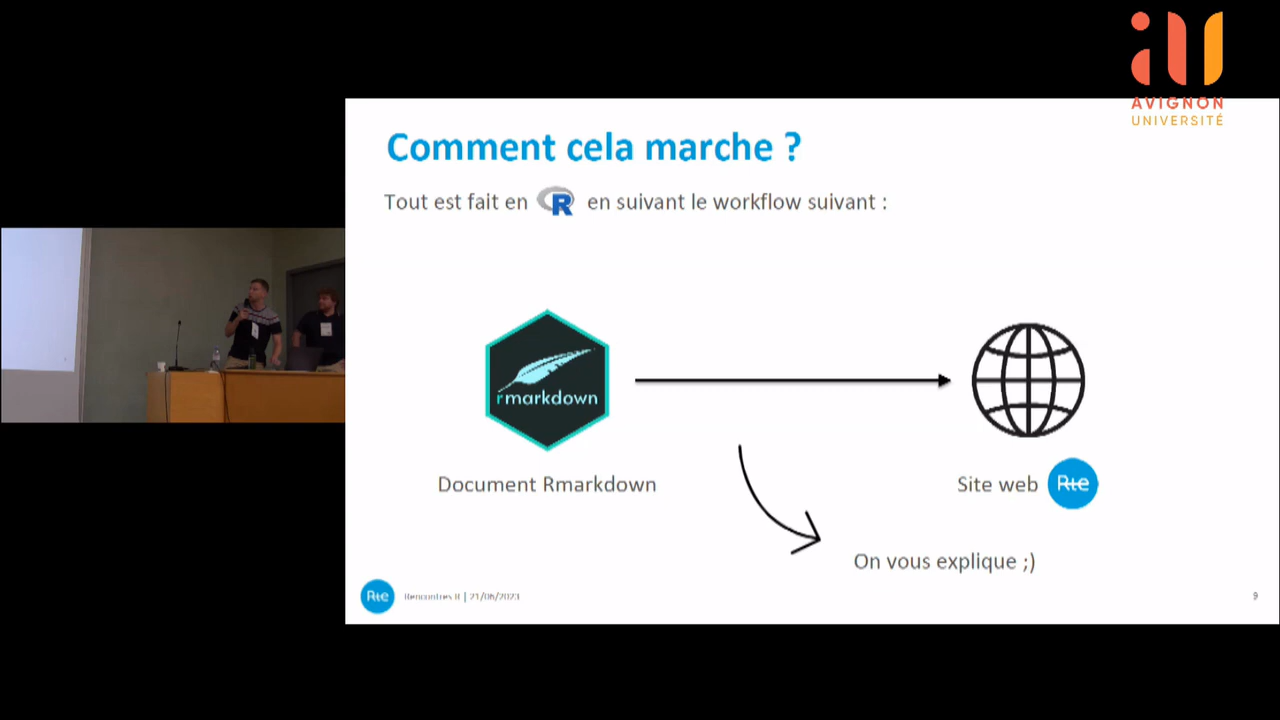 AVIGNON
UNIVERSITÉ
Comment cela marche ?
Tout est fait en R en suivant le workflow suivant :
rmarkdown
Document Rmarkdown
Site web Rte
On vous explique ;)
Rte Rencontres R | 21/06/2023
9